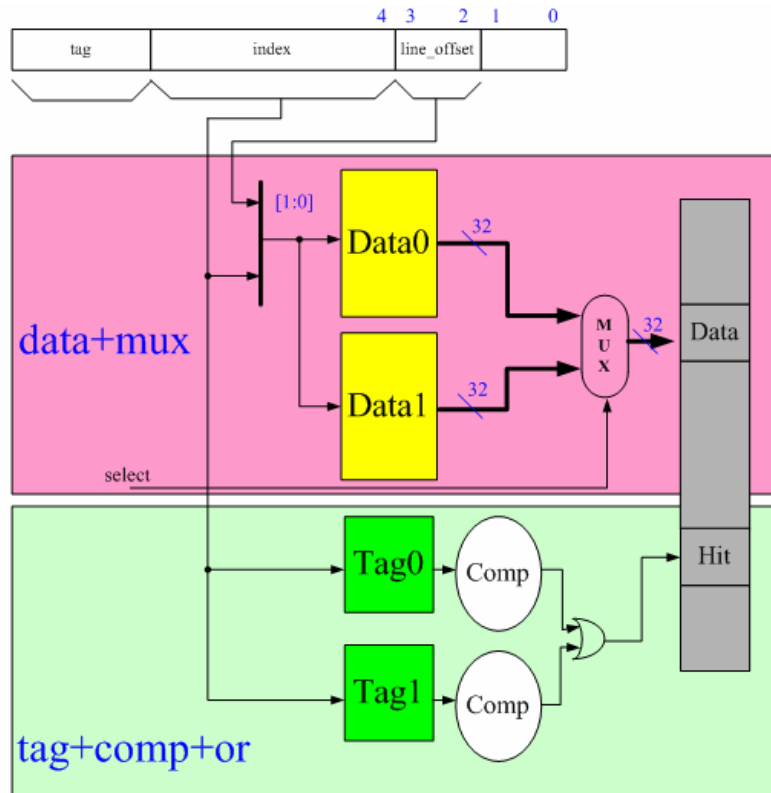 4 3 2 1 0
tag index line_offset
[1:0]
Data0
32
data+mux
MUX
32
Data
Data1
32
select
Tag0
Comp
Hit
Tag1
Comp
tag+comp+or